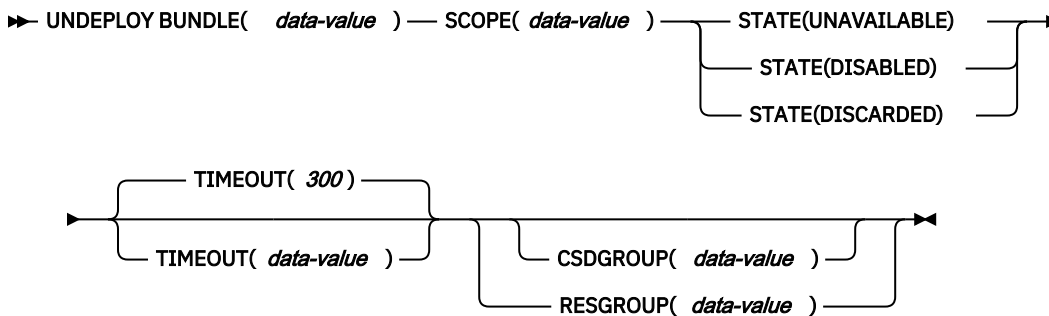 UNDEPLOY BUNDLE( data-value ) SCOPE( data-value ) STATE(UNAVAILABLE)
STATE(DISABLED)
STATE(DISCARDED)
TIMEOUT( 300 )
TIMEOUT( data-value ) CSDGROUP( data-value )
RESGROUP( data-value )